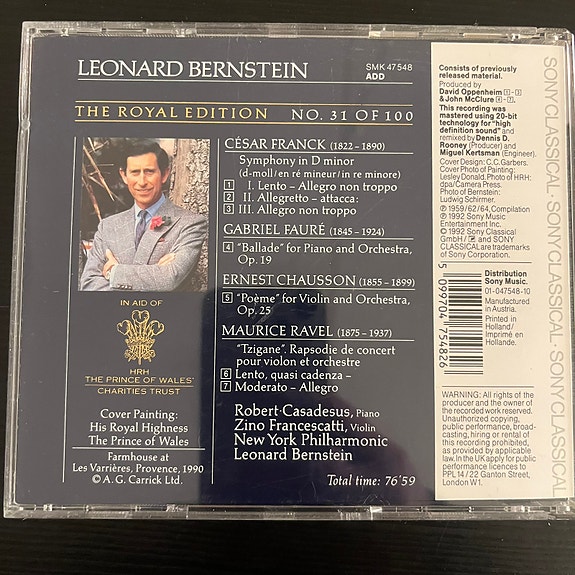 LEONARD BERNSTEIN
SMK 47548
ADD
THE ROYAL EDITION NO. 31 OF 100
CÉSAR FRANCK (1822–1890)
Symphony in D minor
(d-moll/en ré mineur/in re minore)
1 I. Lento – Allegro non troppo
2 II. Allegretto – attacca:
3 III. Allegro non troppo
GABRIEL FAURÉ (1845–1924)
4 “Ballade” for Piano and Orchestra,
Op. 19
ERNEST CHAUSSON (1855–1899)
5 “Poème” for Violin and Orchestra,
Op. 25
MAURICE RAVEL (1875–1937)
“Tzigane”. Rapsodie de concert
pour violon et orchestre
6 Lento, quasi cadenza –
7 Moderato – Allegro
Robert Casadesus, Piano
Zino Francescatti, Violin
New York Philharmonic
Leonard Bernstein
Total time: 76'59
IN AID OF
HRH
THE PRINCE OF WALES'
CHARITIES TRUST
Cover Painting:
His Royal Highness
The Prince of Wales
Farmhouse at
Les Varrières, Provence, 1990
© A. G. Carrick Ltd.
Consists of previously
released material.
Produced by
David Oppenheim 1–3
& John McClure 4–7.
This recording was
mastered using 20-bit
technology for “high
definition sound” and
remixed by Dennis D.
Rooney (Producer) and
Miguel Kertsman (Engineer).
Cover Design: C.C. Garbers.
Cover Photo of Painting:
Lesley Donald, Photo of HRH:
dpa/Camera Press.
Photo of Bernstein:
Ludwig Schirmer.
℗ 1959/62/64, Compilation
℗ 1992 Sony Music
Entertainment Inc.
© 1992 Sony Classical
GmbH/ and SONY
CLASSICAL are trademarks
of Sony Corporation.
5 099704 754826
Distribution
Sony Music.
01-047548-10
Manufactured
in Austria.
Printed in
Holland/
Imprimé en
Hollande.
WARNING: All rights of the
producer and the owner of
the recorded work reserved.
Unauthorized copying,
public performance, broad-
casting, hiring or rental of
this recording prohibited,
as provided by applicable
law. In the UK apply for public
performance licences to
PPL 14 / 22 Ganton Street,
London W1.
SONY CLASSICAL · SONY CLASSICAL · SONY CLASSICAL